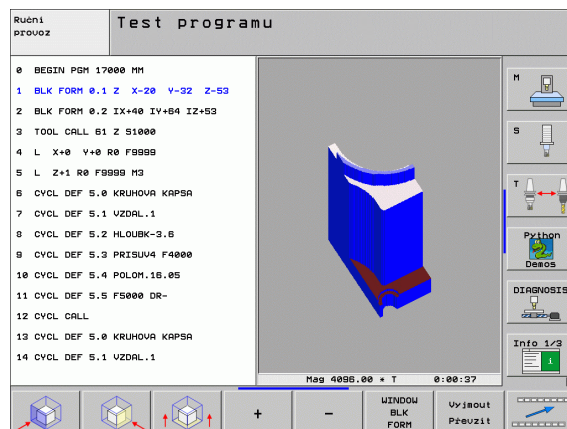 Ručni
provoz
Test programu
0 BEGIN PGM 17000 MM
1 BLK FORM 0.1 Z X-20 Y-32 Z-53
2 BLK FORM 0.2 IX+40 IY+64 IZ+53
3 TOOL CALL 61 Z S1000
4 L X+0 Y+0 R0 F9999
5 L Z+1 R0 F9999 M3
6 CYCL DEF 5.0 KRUHOVA KAPSA
7 CYCL DEF 5.1 VZDAL.1
8 CYCL DEF 5.2 HLOUBK-3.6
9 CYCL DEF 5.3 PRISUV4 F4000
10 CYCL DEF 5.4 POLOM.16.05
11 CYCL DEF 5.5 F5000 DR-
12 CYCL CALL
13 CYCL DEF 5.0 KRUHOVA KAPSA
14 CYCL DEF 5.1 VZDAL.1
Mag 4096.00 * T 0:00:37
M
S
T
Python
Demos
DIAGNOSIS
Info 1/3
i
+
-
WINDOW
BLK
FORM
Vyjmout
Převzít